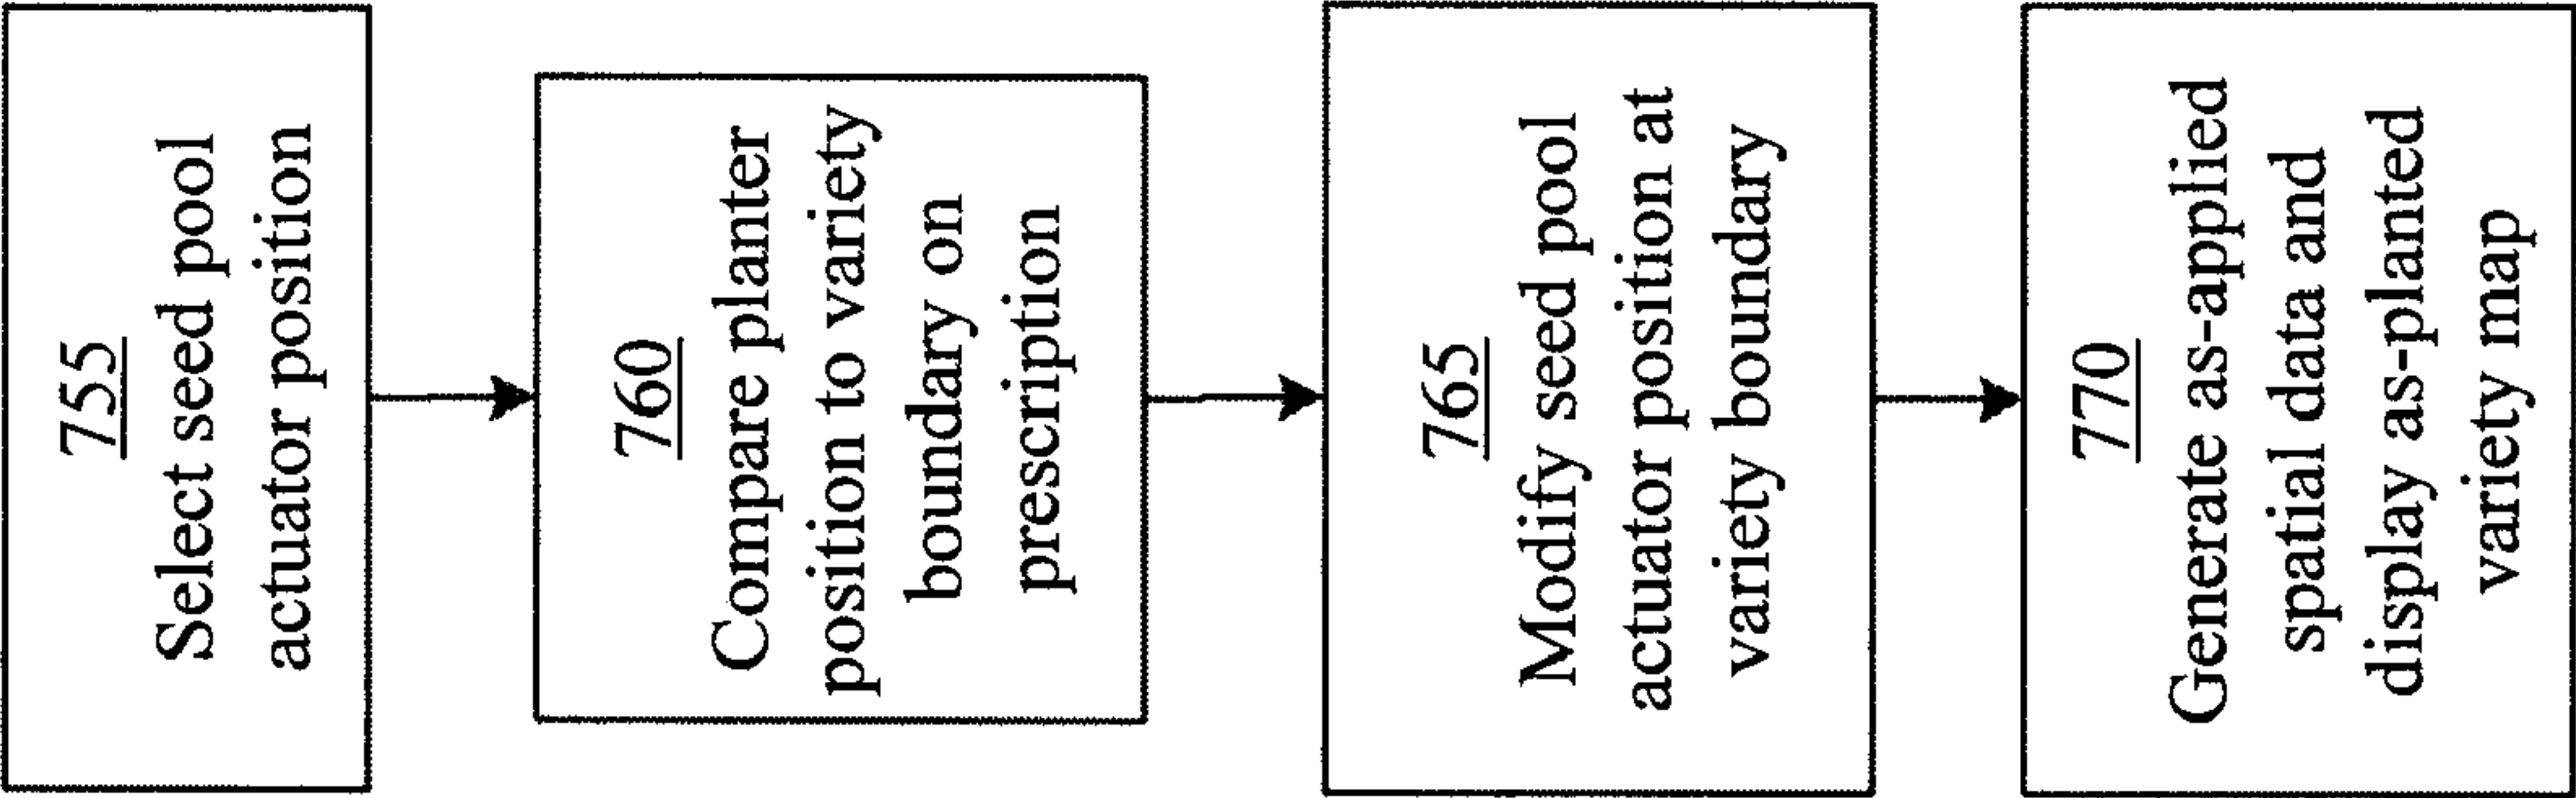 755
Select seed pool
actuator position
760
Compare planter
position to variety
boundary on
prescription
765
Modify seed pool
actuator position at
variety boundary
770
Generate as-applied
spatial data and
display as-planted
variety map